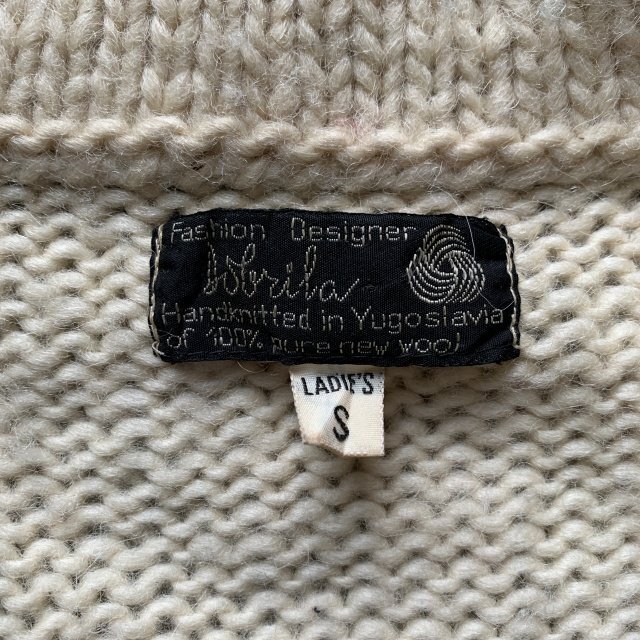 Fashion Designer
Dobrila
Handknitted in Yugoslavia
of 100% pure new wool
LADIE'S
S